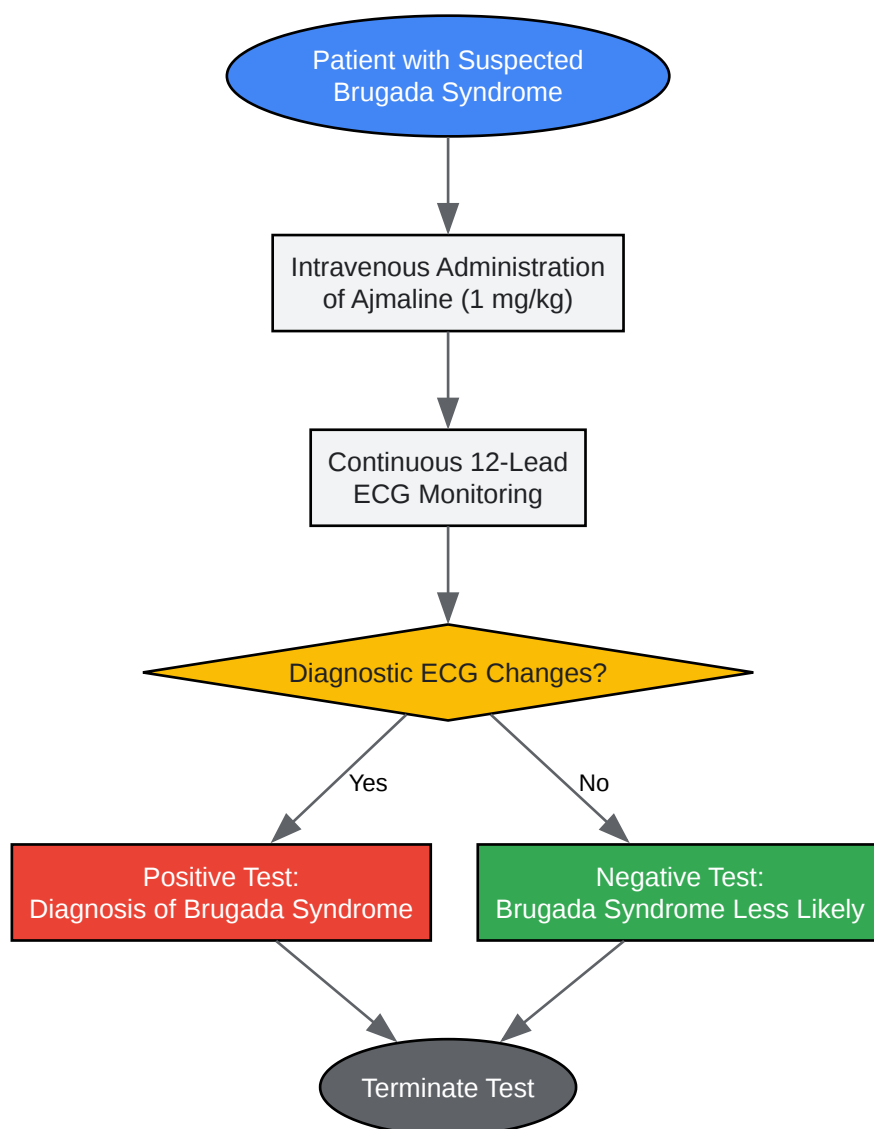 Patient with Suspected
Brugada Syndrome
Intravenous Administration
of Ajmaline (1 mg/kg)
Continuous 12-Lead
ECG Monitoring
Diagnostic ECG Changes?
Yes
No
Positive Test:
Diagnosis of Brugada Syndrome
Negative Test:
Brugada Syndrome Less Likely
Terminate Test